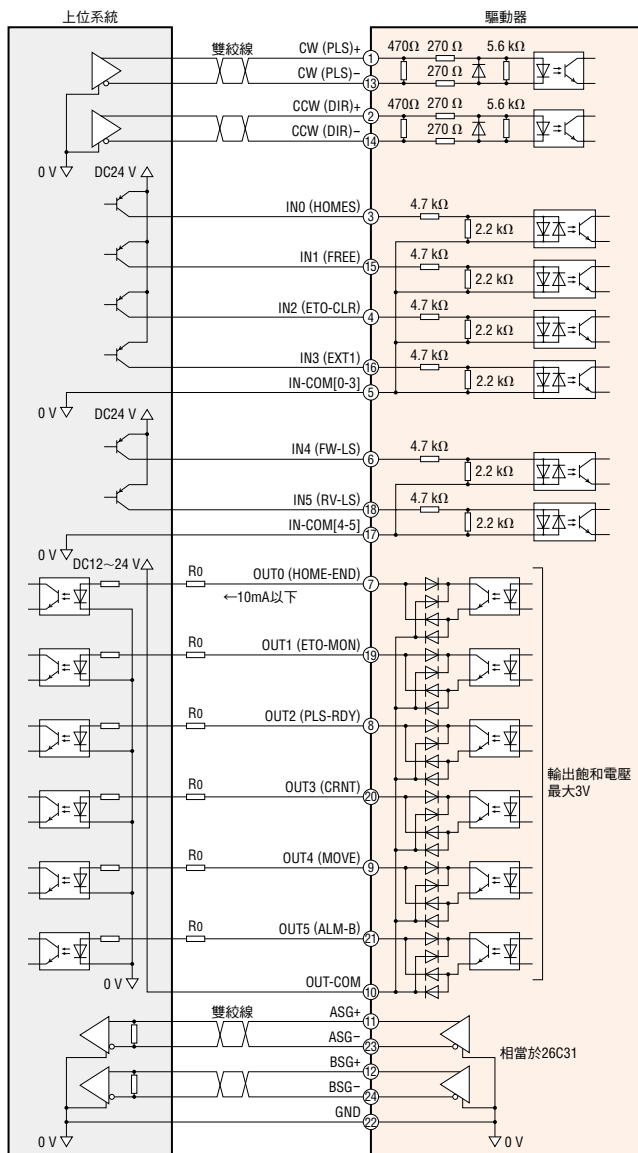 上位系統
驅動器
雙絞線
CW (PLS)+
1
470Ω
270 Ω
5.6 kΩ
CW (PLS)−
13
270 Ω
CCW (DIR)+
2
470Ω
270 Ω
5.6 kΩ
CCW (DIR)−
14
270 Ω
0 V
DC24 V
IN0 (HOMES)
3
4.7 kΩ
2.2 kΩ
IN1 (FREE)
15
4.7 kΩ
2.2 kΩ
IN2 (ETO-CLR)
4
4.7 kΩ
2.2 kΩ
IN3 (EXT1)
16
4.7 kΩ
2.2 kΩ
IN-COM[0-3]
5
0 V
DC24 V
IN4 (FW-LS)
6
4.7 kΩ
2.2 kΩ
IN5 (RV-LS)
18
4.7 kΩ
2.2 kΩ
IN-COM[4-5]
17
0 V
DC12~24 V
R0
OUT0 (HOME-END)
7
←10mA以下
R0
OUT1 (ETO-MON)
19
R0
OUT2 (PLS-RDY)
8
輸出飽和電壓
最大3V
R0
OUT3 (CRNT)
20
R0
OUT4 (MOVE)
9
R0
OUT5 (ALM-B)
21
0 V
OUT-COM
10
雙絞線
ASG+
11
ASG−
23
相當於26C31
BSG+
12
BSG−
24
GND
22
0 V
0 V